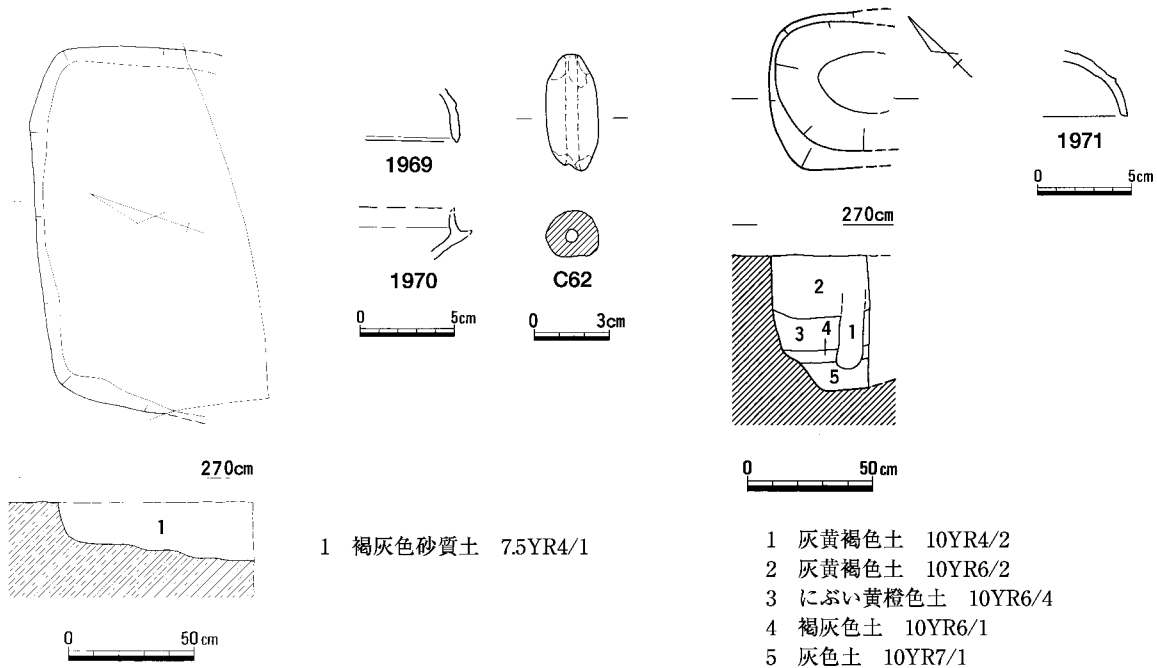 1969
1970
0 5cm
C62
0 3cm
270cm
1
0 50cm
1 褐灰色砂質土 7.5YR4/1
1971
0 5cm
270cm
2
3 4 1
5
0 50cm
1 灰黄褐色土 10YR4/2
2 灰黄褐色土 10YR6/2
3 にぶい黄橙色土 10YR6/4
4 褐灰色土 10YR6/1
5 灰色土 10YR7/1